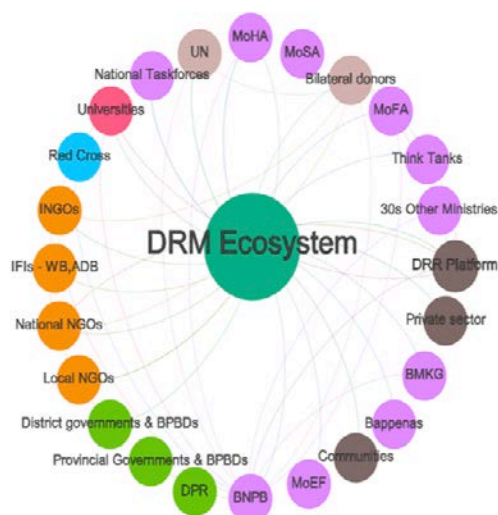 MoHA
UN
MoSA
National Taskforces
Bilateral donors
Universities
MoFA
Red Cross
Think Tanks
INGOs
30s Other Ministries
DRM Ecosystem
IFIs - WB,ADB
DRR Platform
National NGOs
Private sector
Local NGOs
BMKG
District governments & BPBDs
Bappenas
Provincial Governments & BPBDs
Communities
DPR
BNPB
MoEF